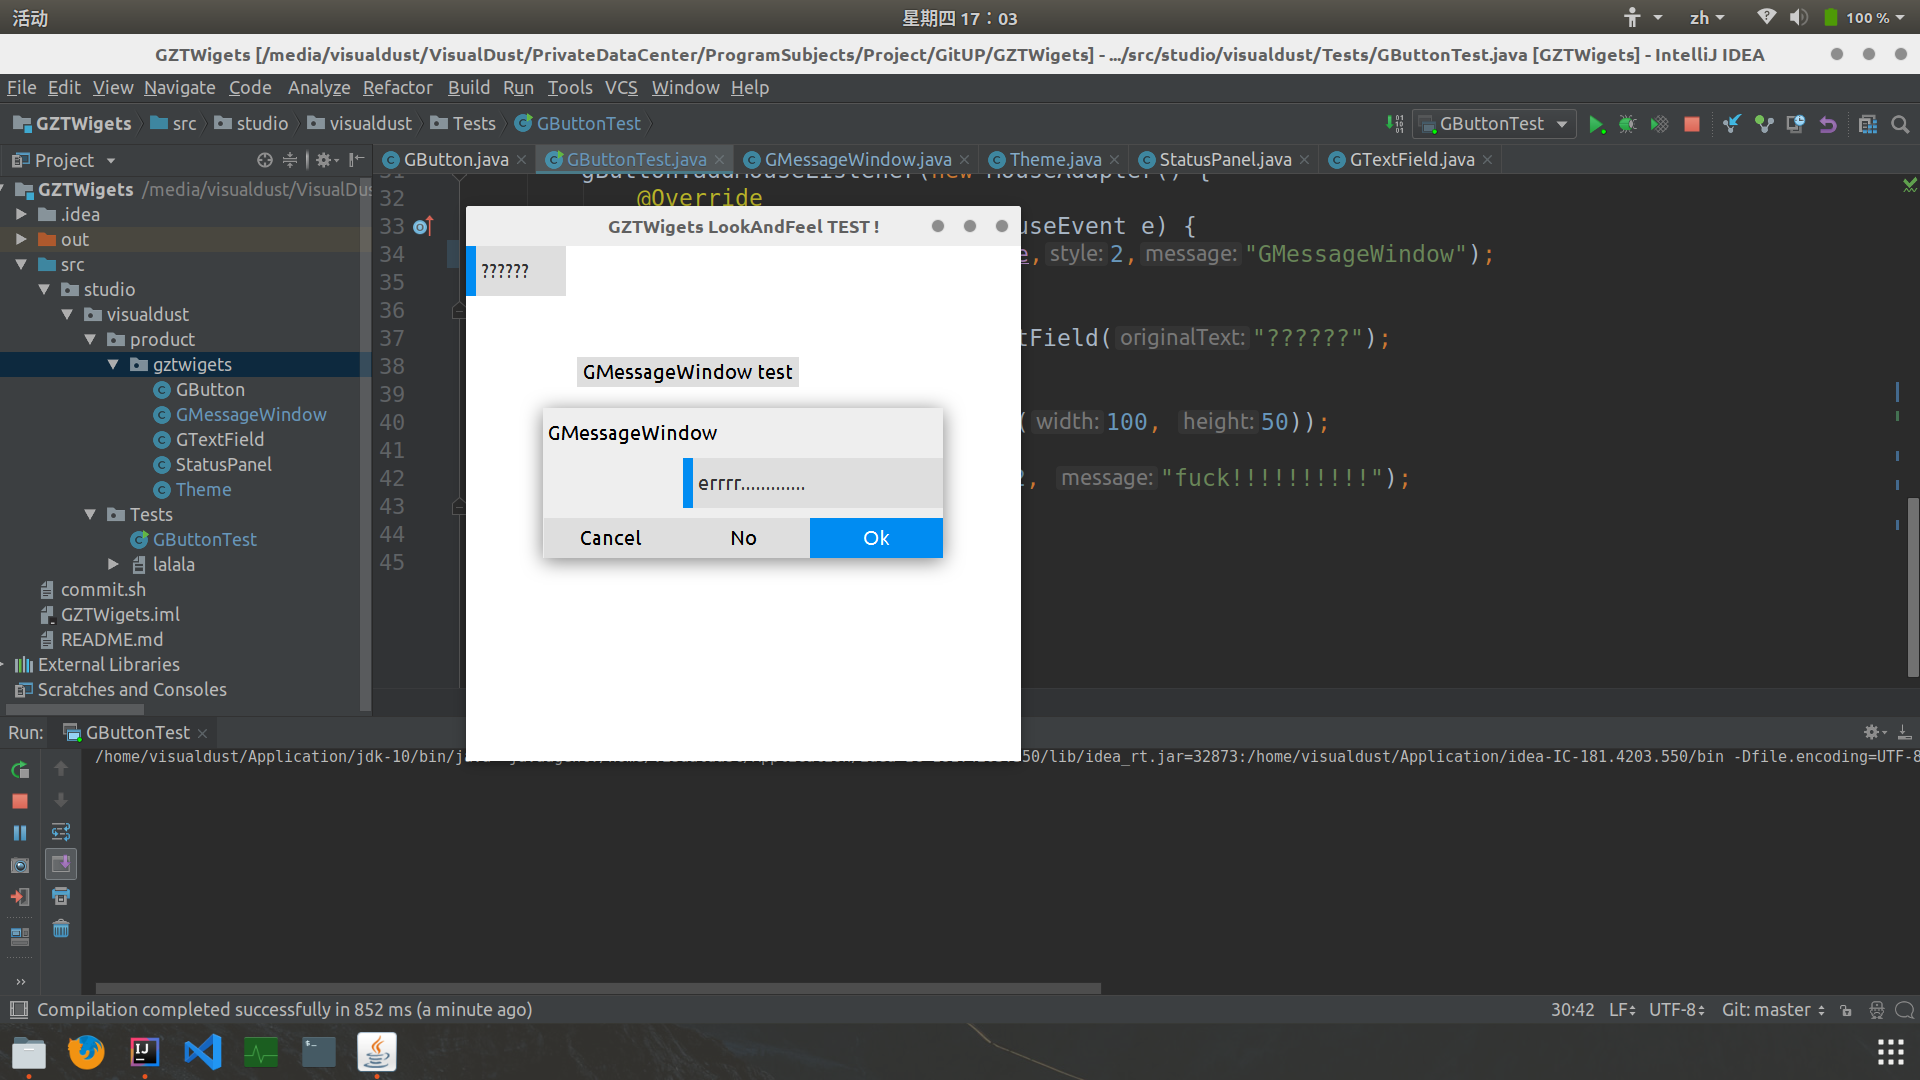 活动
星期四 17：03
zh
100 %
GZTWigets [/media/visualdust/VisualDust/PrivateDataCenter/ProgramSubjects/Project/GitUP/GZTWigets] - .../src/studio/visualdust/Tests/GButtonTest.java [GZTWigets] - IntelliJ IDEA
File Edit View Navigate Code Analyze Refactor Build Run Tools VCS Window Help
GZTWigets src studio visualdust Tests GButtonTest
GButtonTest
Project
GButton.java GButtonTest.java GMessageWindow.java Theme.java StatusPanel.java GTextField.java
GZTWigets /media/visualdust/VisualDus
.idea
out
src
studio
visualdust
product
gztwigets
GButton
GMessageWindow
GTextField
StatusPanel
Theme
Tests
GButtonTest
lalala
commit.sh
GZTWigets.iml
README.md
External Libraries
Scratches and Consoles
32 @Override
33 useEvent e) {
34 e, style: 2, message: "GMessageWindow");
35
36
37 tField( originalText: "??????");
38
39
40 ( width: 100, height: 50));
41
42 message: "fuck!!!!!!!!!!");
43
44
45
GZTWigets LookAndFeel TEST !
??????
GMessageWindow test
GMessageWindow
errrr.............
Cancel No Ok
Run: GButtonTest
/home/visualdust/Application/jdk-10/bin/j
50/lib/idea_rt.jar=32873:/home/visualdust/Application/idea-IC-181.4203.550/bin -Dfile.encoding=UTF-8
Compilation completed successfully in 852 ms (a minute ago)
30:42 LF UTF-8 Git: master